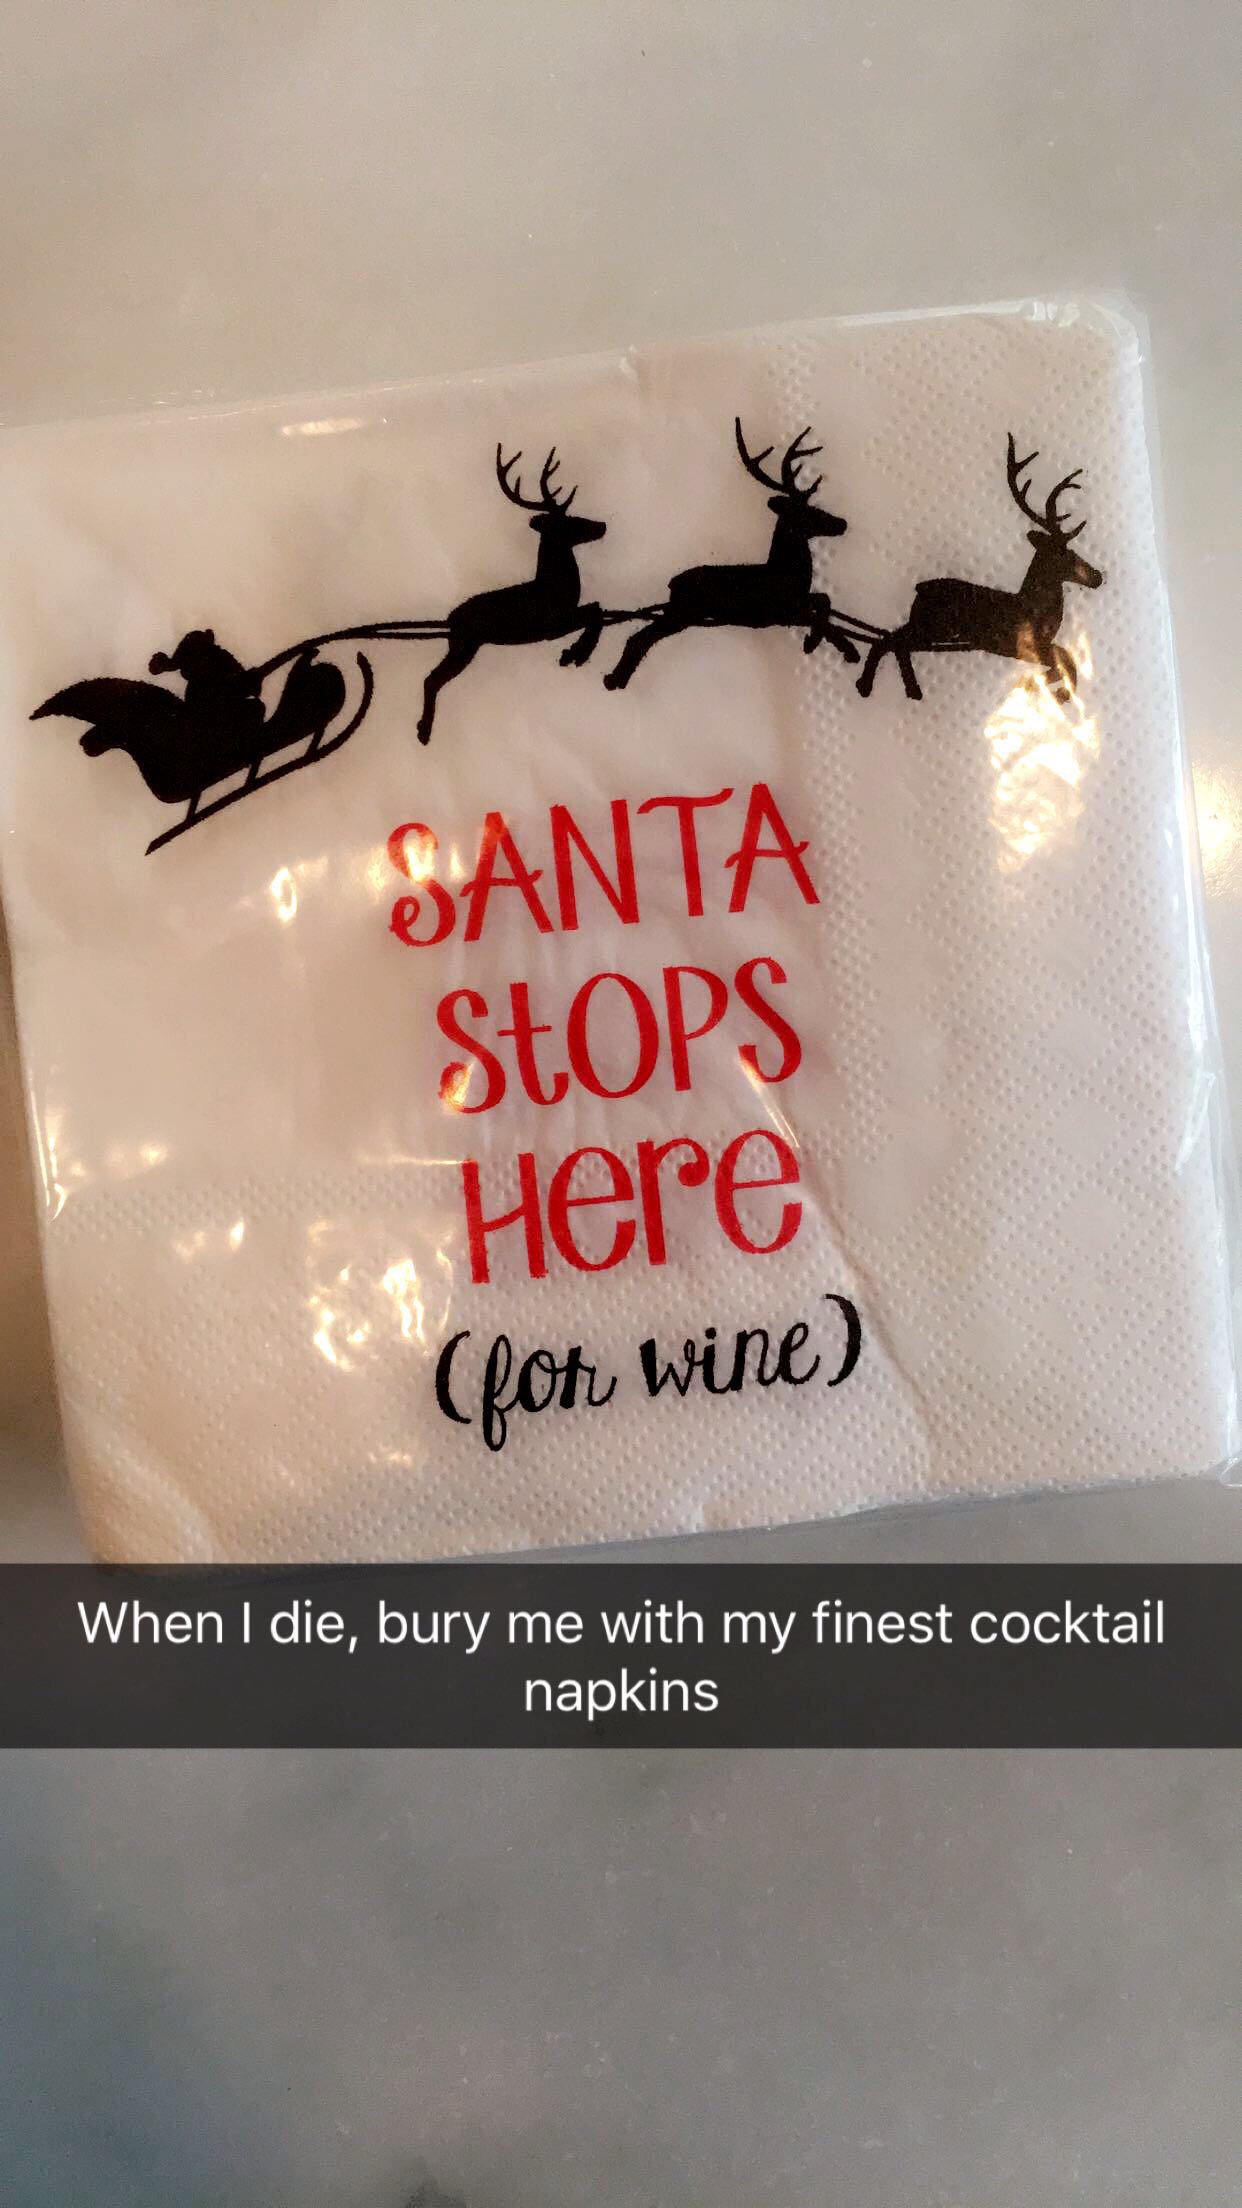 SANTA
StOPS
Here
(for wine)
When I die, bury me with my finest cocktail
napkins